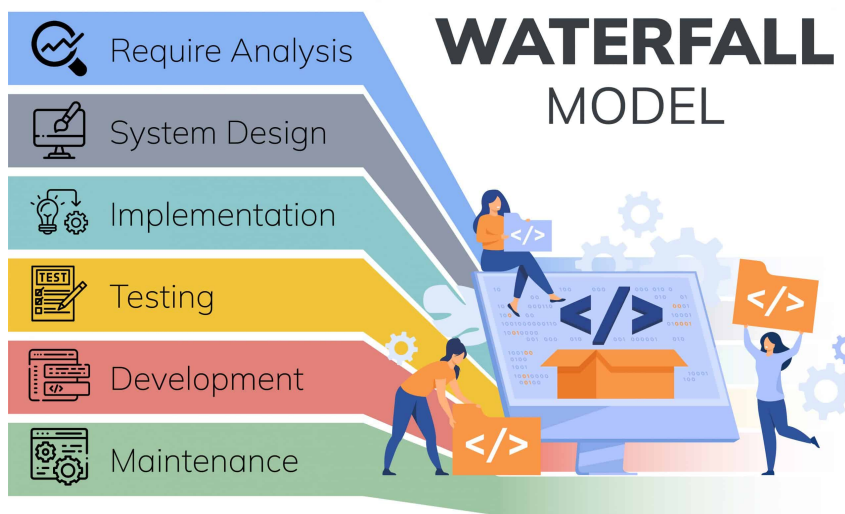 WATERFALL
MODEL
Require Analysis
System Design
Implementation
TEST
Testing
Development
</>
Maintenance
</>
</>
</>
</>